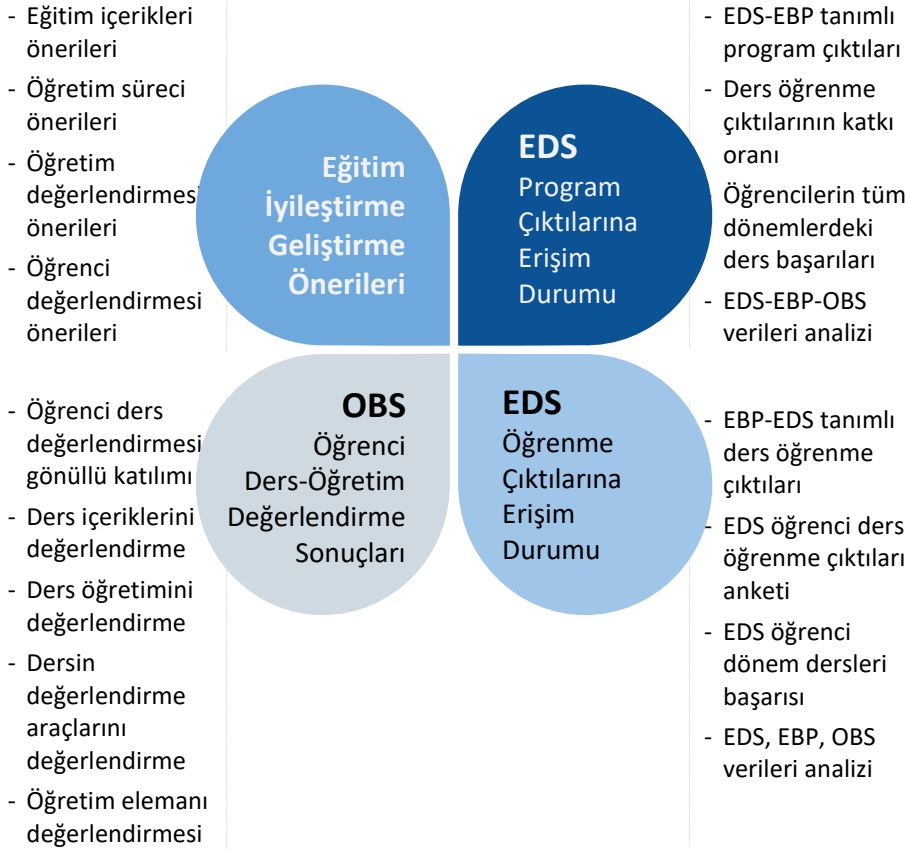 - Eğitim içerikleri
önerileri
- Öğretim süreci
önerileri
- Öğretim
değerlendirmesi
önerileri
- Öğrenci
değerlendirmesi
önerileri
Eğitim
İyileştirme
Geliştirme
Önerileri
EDS
Program
Çıktılarına
Erişim
Durumu
- EDS-EBP tanımlı
program çıktıları
- Ders öğrenme
çıktılarının katkı
oranı
Öğrencilerin tüm
dönemlerdeki
ders başarıları
- EDS-EBP-OBS
verileri analizi
- Öğrenci ders
değerlendirmesi
gönüllü katılımı
- Ders içeriklerini
değerlendirme
- Ders öğretimini
değerlendirme
- Dersin
değerlendirme
araçlarını
değerlendirme
- Öğretim elemanı
değerlendirmesi
OBS
Öğrenci
Ders-Öğretim
Değerlendirme
Sonuçları
EDS
Öğrenme
Çıktılarına
Erişim
Durumu
- EBP-EDS tanımlı
ders öğrenme
çıktıları
- EDS öğrenci ders
öğrenme çıktıları
anketi
- EDS öğrenci
dönem dersleri
başarısı
- EDS, EBP, OBS
verileri analizi